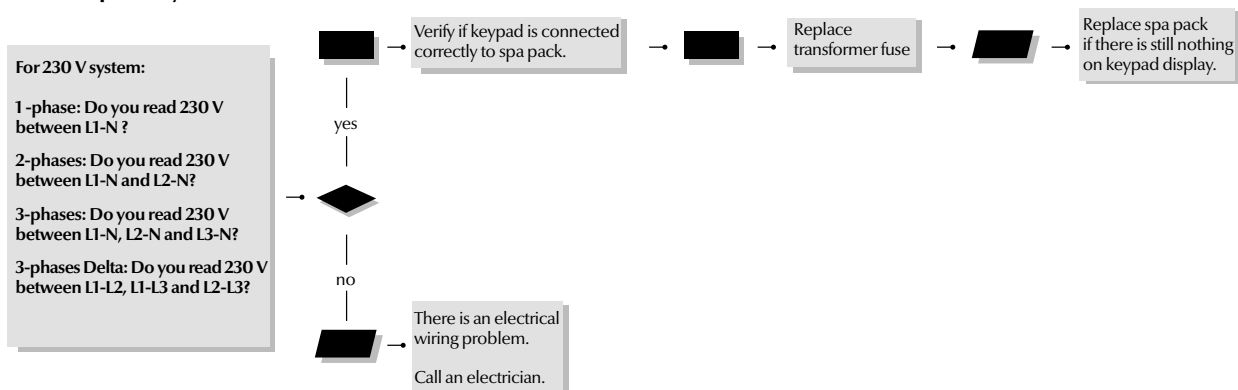 For 230 V system:
1-phase: Do you read 230 V
between L1-N ?
2-phases: Do you read 230 V
between L1-N and L2-N?
3-phases: Do you read 230 V
between L1-N, L2-N and L3-N?
3-phases Delta: Do you read 230 V
between L1-L2, L1-L3 and L2-L3?
yes
Verify if keypad is connected
correctly to spa pack.
Replace
transformer fuse
Replace spa pack
if there is still nothing
on keypad display.
no
There is an electrical
wiring problem.
Call an electrician.